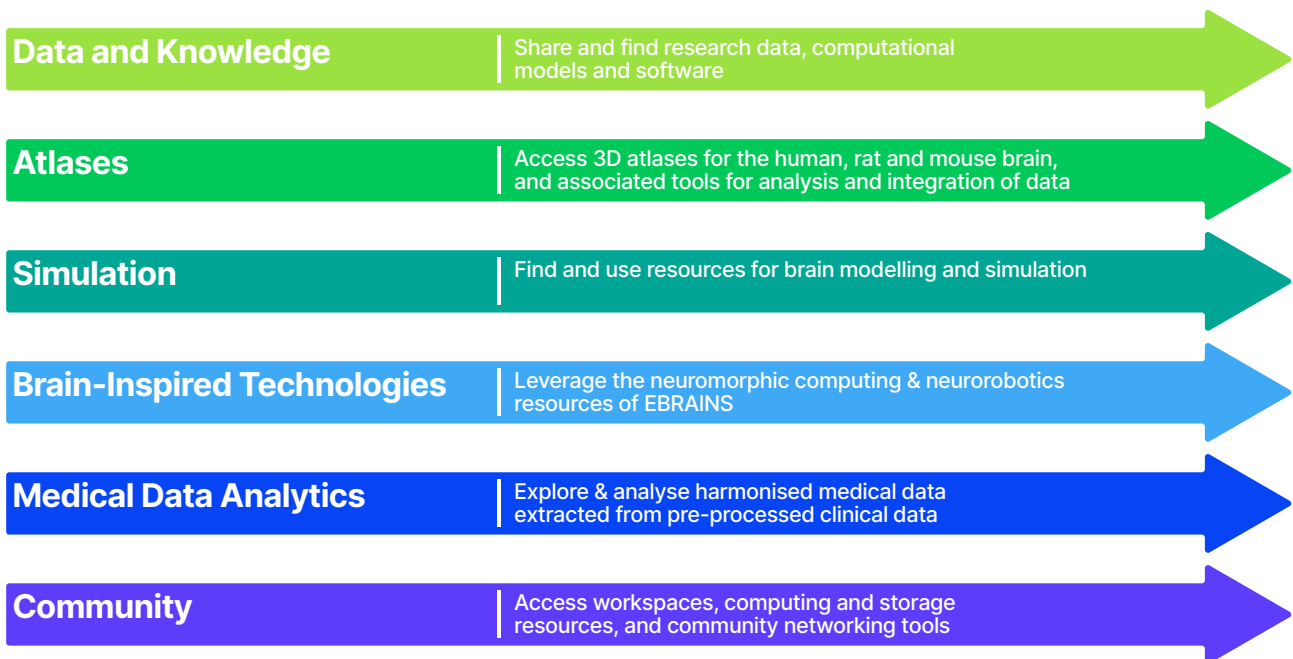 Data and Knowledge
Share and find research data, computational
models and software
Atlases
Access 3D atlases for the human, rat and mouse brain,
and associated tools for analysis and integration of data
Simulation
Find and use resources for brain modelling and simulation
Brain-Inspired Technologies
Leverage the neuromorphic computing & neurorobotics
resources of EBRAINS
Medical Data Analytics
Explore & analyse harmonised medical data
extracted from pre-processed clinical data
Community
Access workspaces, computing and storage
resources, and community networking tools